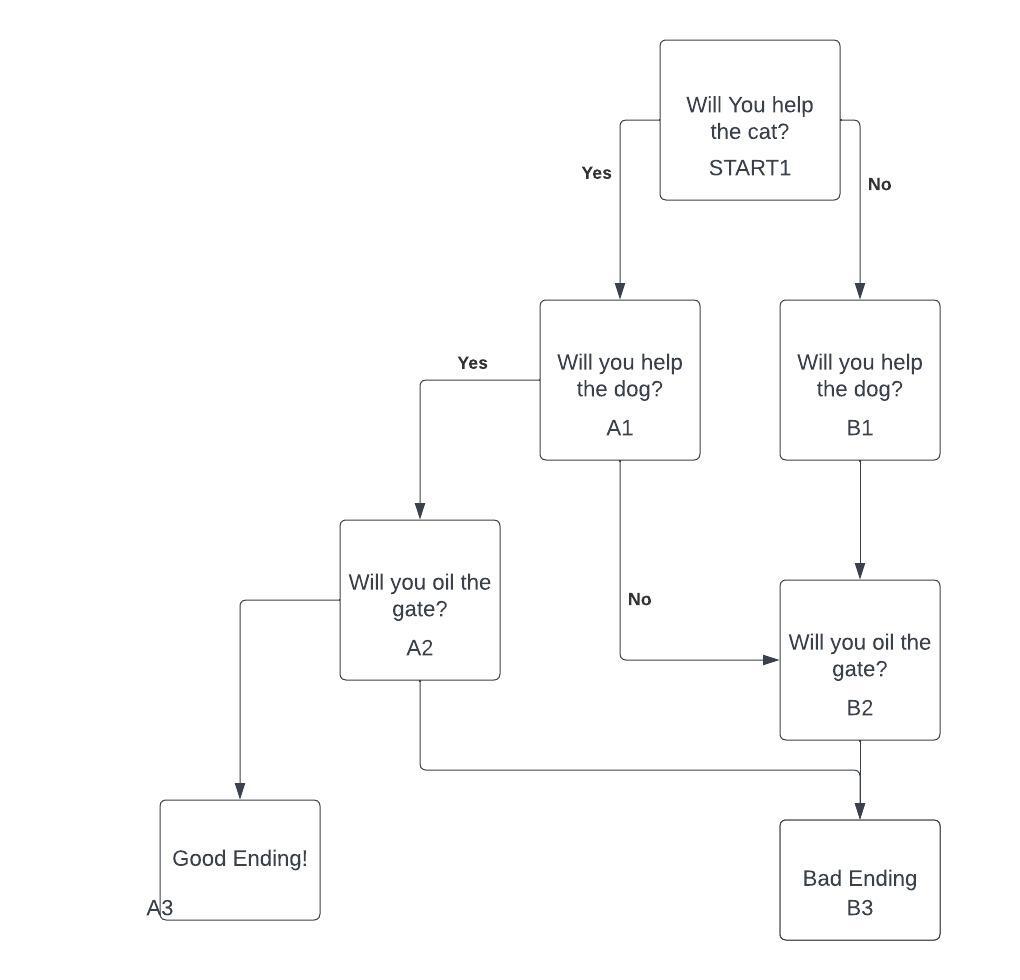 Will You help
the cat?
START1
Yes
No
Will you help
the dog?
A1
Will you help
the dog?
B1
Yes
Will you oil the
gate?
A2
No
Will you oil the
gate?
B2
Good Ending!
A3
Bad Ending
B3